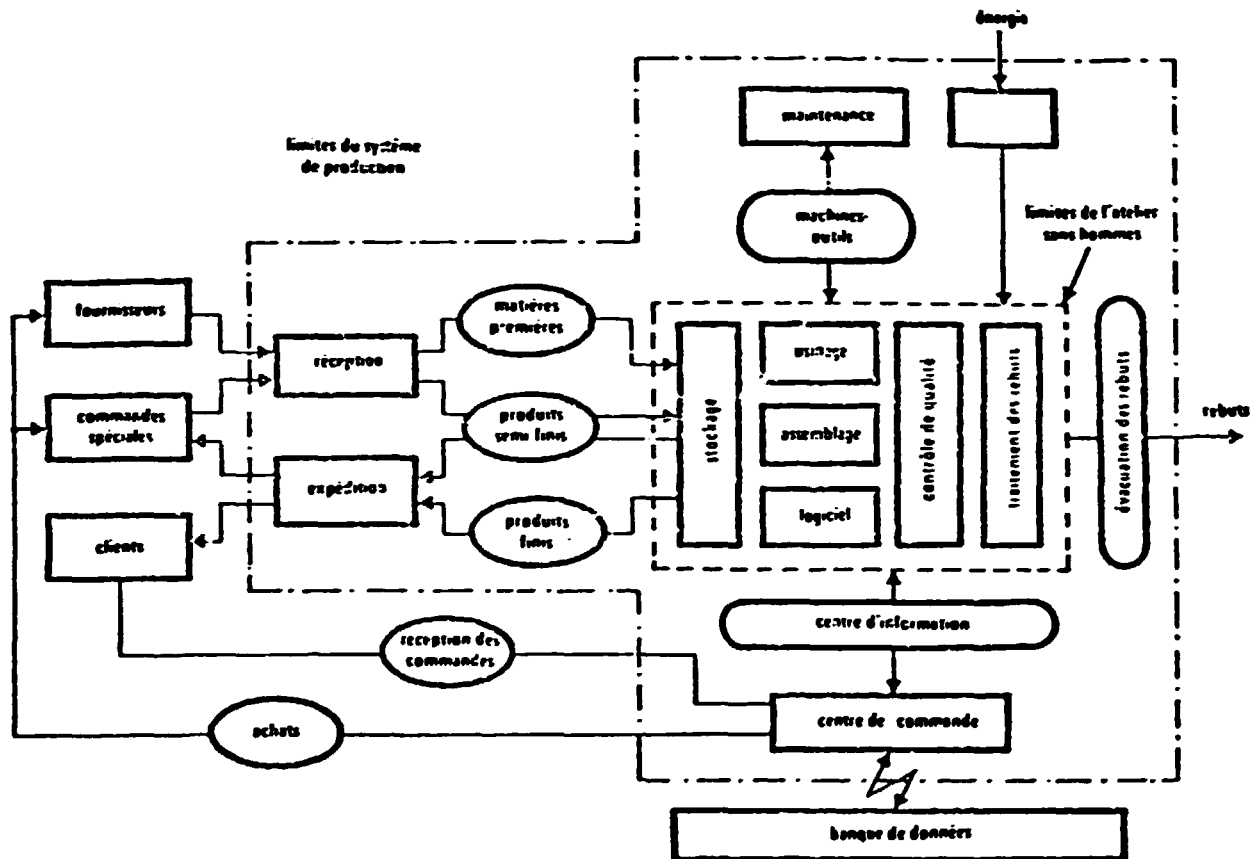 énergie
maintenance
limites du système
de production
machines-
outils
limites de l'atelier
sans hommes
fournisseurs
matières
premières
réception
usinage
commandes
spéciales
produits
semi finis
stockage
assemblage
contrôle de qualité
traitement des rebuts
évacuation des rebuts
rebuts
expédition
logiciel
produits
finis
clients
centre d'information
réception des
commandes
centre de commande
achats
banque de données